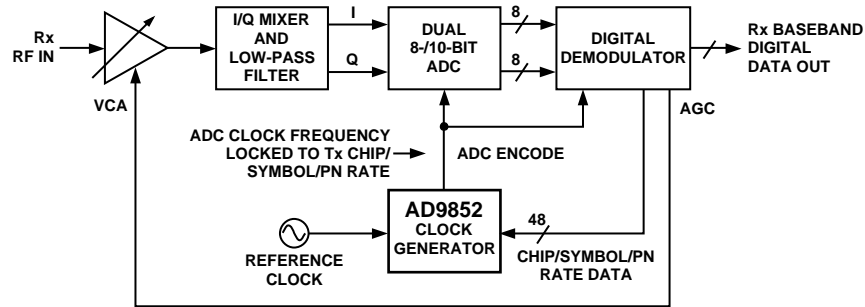 Rx
RF IN
VCA
I/Q MIXER
AND
LOW-PASS
FILTER
I
Q
DUAL
8-/10-BIT
ADC
8
8
DIGITAL
DEMODULATOR
Rx BASEBAND
DIGITAL
DATA OUT
AGC
ADC CLOCK FREQUENCY
LOCKED TO Tx CHIP/
SYMBOL/PN RATE
ADC ENCODE
AD9852
CLOCK
GENERATOR
48
CHIP/SYMBOL/PN
RATE DATA
REFERENCE
CLOCK